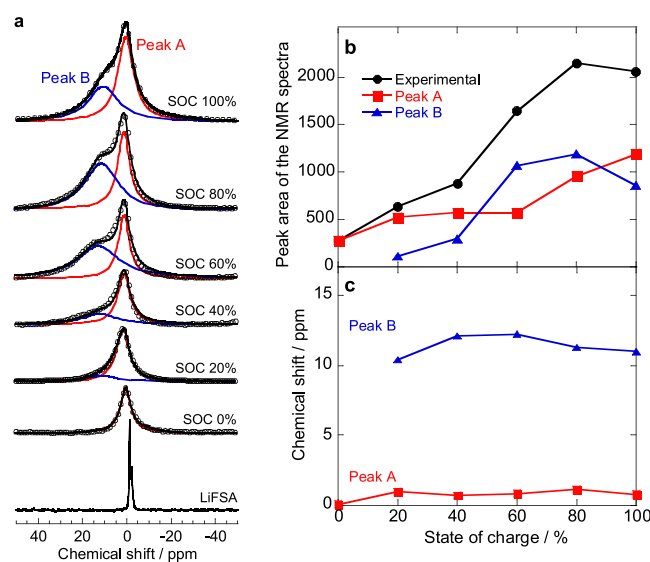 a
Peak A
Peak B
SOC 100%
SOC 80%
SOC 60%
SOC 40%
SOC 20%
SOC 0%
LiFSA
40 20 0 -20 -40
Chemical shift / ppm
b
Experimental
Peak A
Peak B
2000
1500
1000
500
0
Peak area of the NMR spectra
c
15
10
5
0
Chemical shift / ppm
Peak B
Peak A
0 20 40 60 80 100
State of charge / %